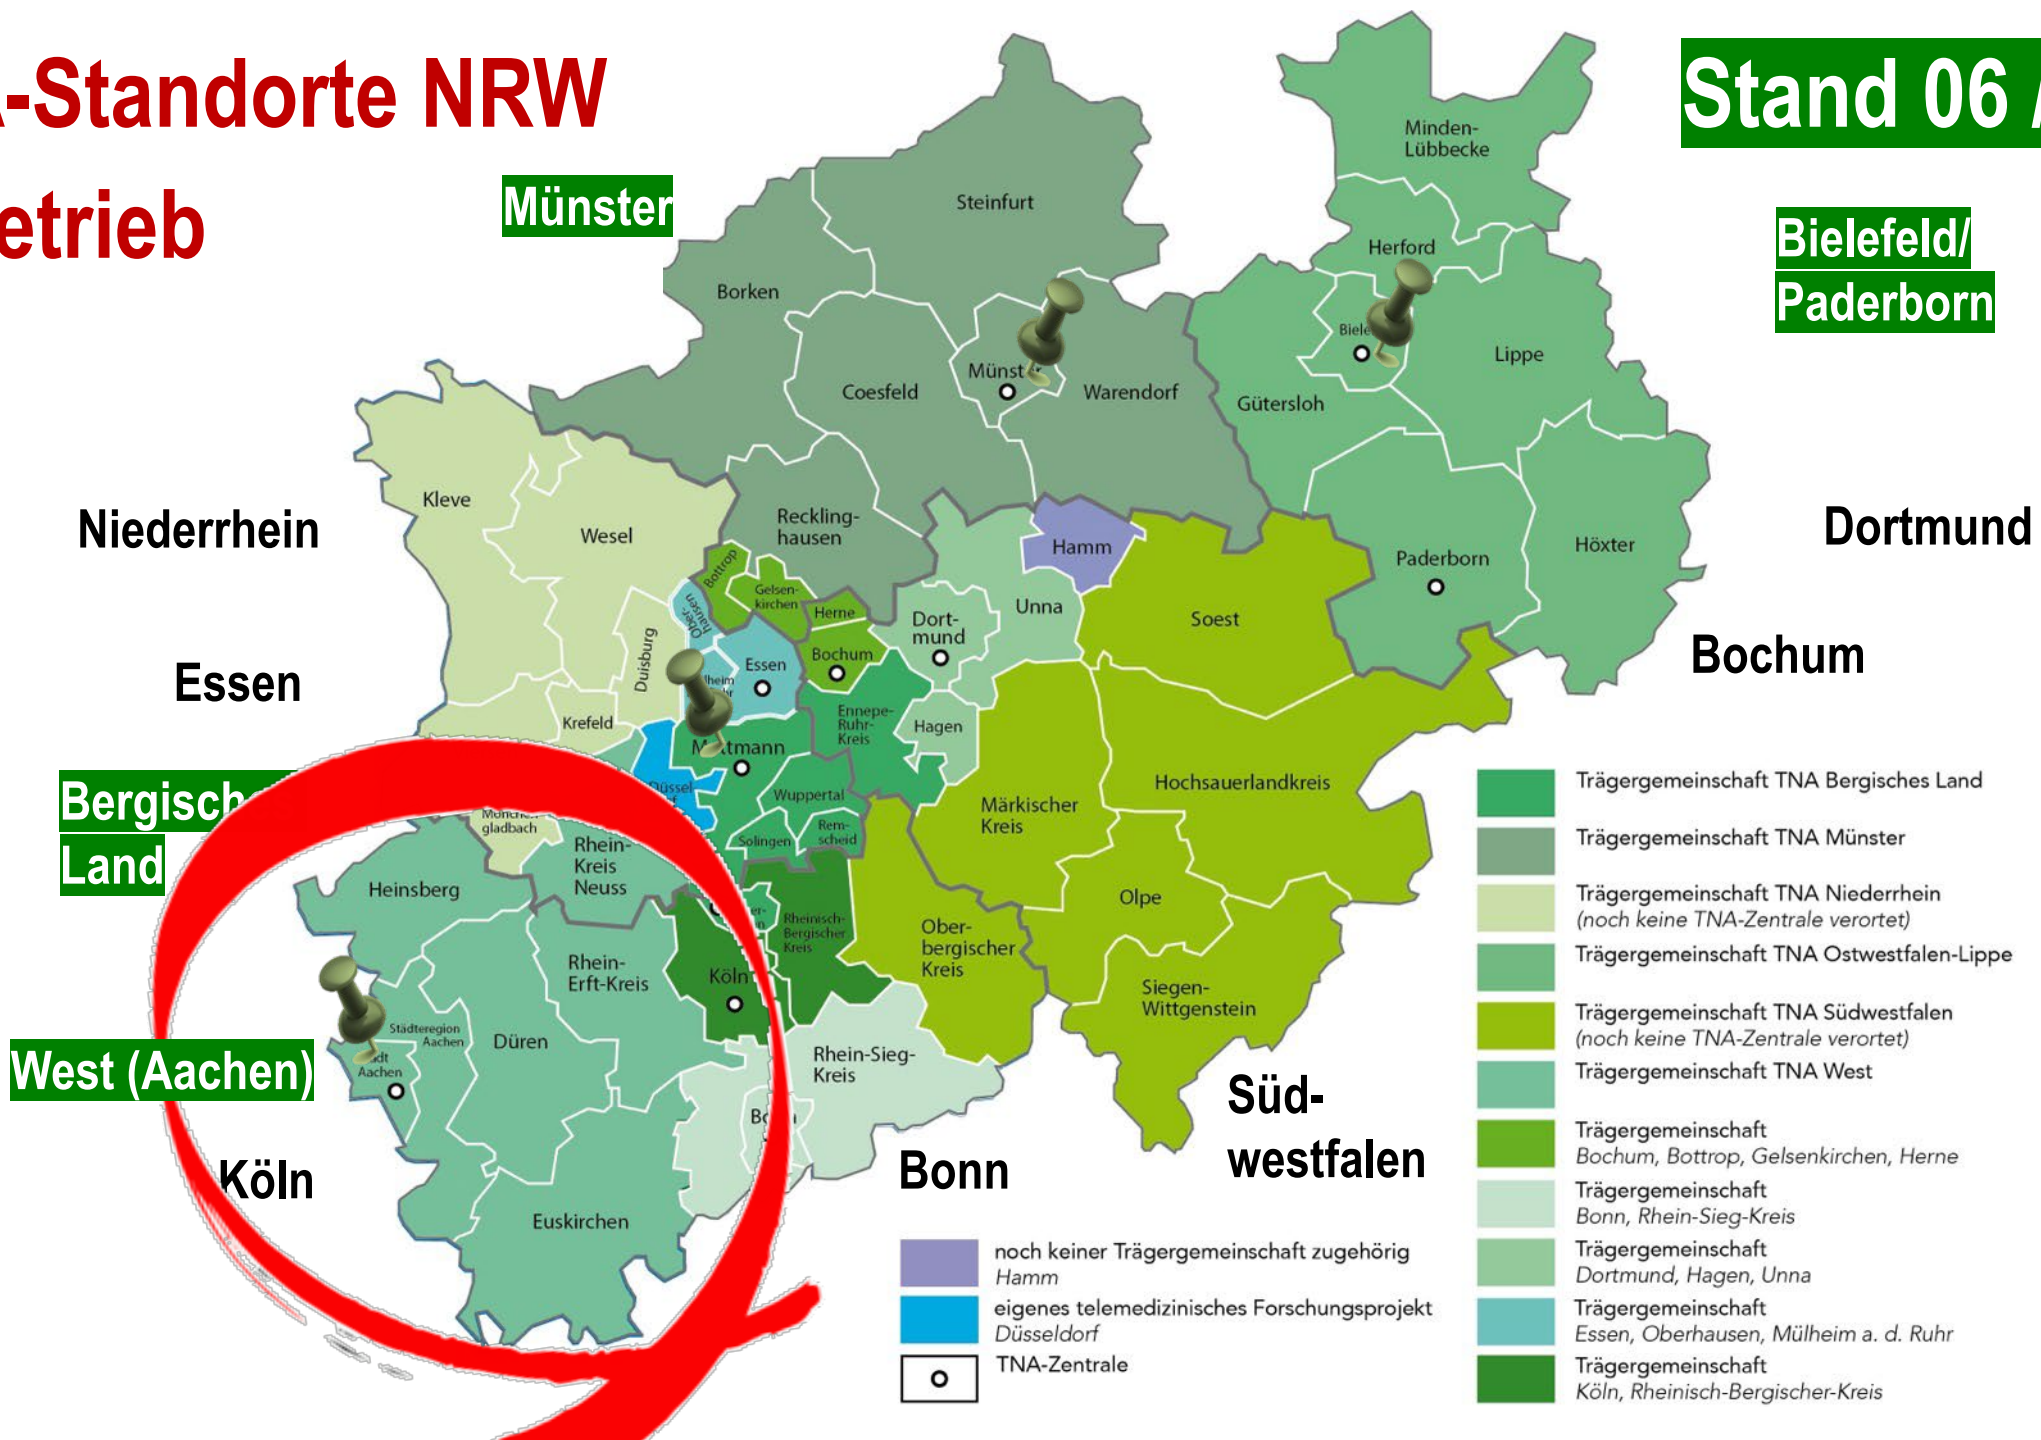 -Standorte NRW
etrieb
Stand 06 /
Münster
Bielefeld/
Paderborn
Niederrhein
Dortmund
Essen
Bochum
Land
West (Aachen)
Köln
Bonn
Süd-
westfalen
Minden-
Lübbecke
Steinfurt
Herford
Borken
Lippe
Coesfeld
Warendorf
Gütersloh
Kleve
Wesel
Reckling-
hausen
Hamm
Paderborn
Höxter
Bottrop
Gelsen-
kirchen
Herne
Ober-
hausen
Unna
Soest
Dort-
mund
Duisburg
Essen
Bochum
Krefeld
Ennepe-
Ruhr-
Kreis
Hagen
Hochsauerlandkreis
Wuppertal
Märkischer
Kreis
gladbach
Solingen
Rem-
scheid
Rhein-
Kreis
Neuss
Heinsberg
Olpe
Rheinisch-
Bergischer
Kreis
Ober-
bergischer
Kreis
Rhein-
Erft-Kreis
Köln
Siegen-
Wittgenstein
Städteregion
Aachen
Düren
Aachen
Rhein-Sieg-
Kreis
Euskirchen
Trägergemeinschaft TNA Bergisches Land
Trägergemeinschaft TNA Münster
Trägergemeinschaft TNA Niederrhein
(noch keine TNA-Zentrale verortet)
Trägergemeinschaft TNA Ostwestfalen-Lippe
Trägergemeinschaft TNA Südwestfalen
(noch keine TNA-Zentrale verortet)
Trägergemeinschaft TNA West
Trägergemeinschaft
Bochum, Bottrop, Gelsenkirchen, Herne
Trägergemeinschaft
Bonn, Rhein-Sieg-Kreis
Trägergemeinschaft
Dortmund, Hagen, Unna
Trägergemeinschaft
Essen, Oberhausen, Mülheim a. d. Ruhr
Trägergemeinschaft
Köln, Rheinisch-Bergischer-Kreis
noch keiner Trägergemeinschaft zugehörig
Hamm
eigenes telemedizinisches Forschungsprojekt
Düsseldorf
TNA-Zentrale